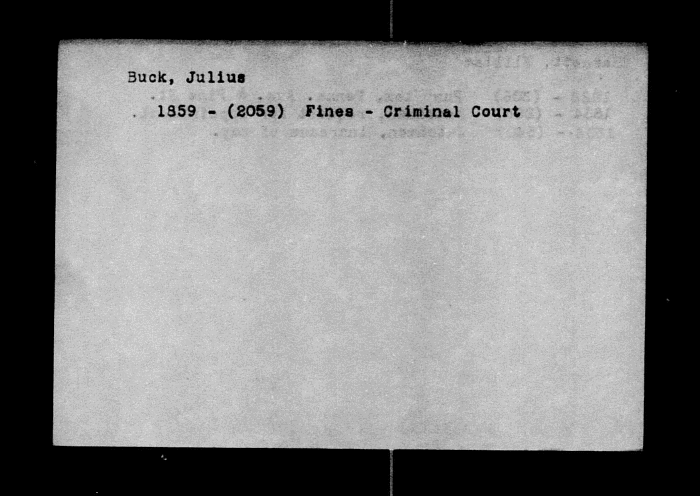 Buck, Julius
1859 - (2059) Fines - Criminal Court